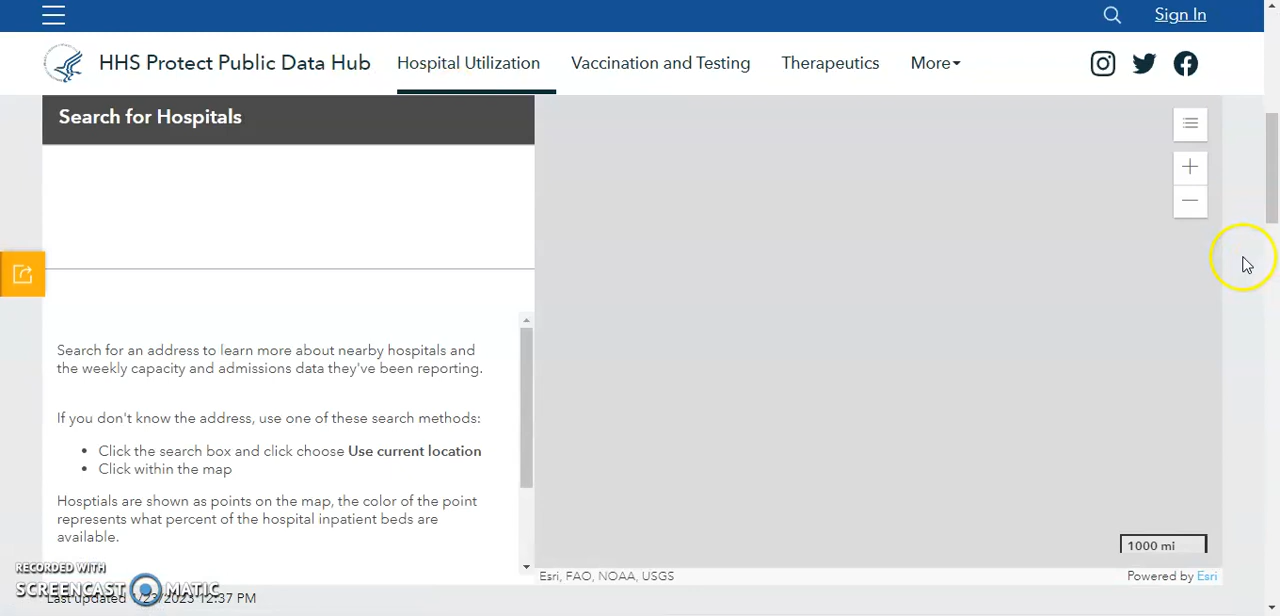 Sign In
HHS Protect Public Data Hub Hospital Utilization Vaccination and Testing Therapeutics More
Search for Hospitals
Search for an address to learn more about nearby hospitals and
the weekly capacity and admissions data they've been reporting.
If you don't know the address, use one of these search methods:
Click the search box and click choose Use current location
Click within the map
Hosptials are shown as points on the map, the color of the point
represents what percent of the hospital inpatient beds are
available.
1000 mi
Esri, FAO, NOAA, USGS
Powered by Esri
RECORDED WITH
SCREENCAST MATIC
Last updated 1/23/2023 12:37 PM